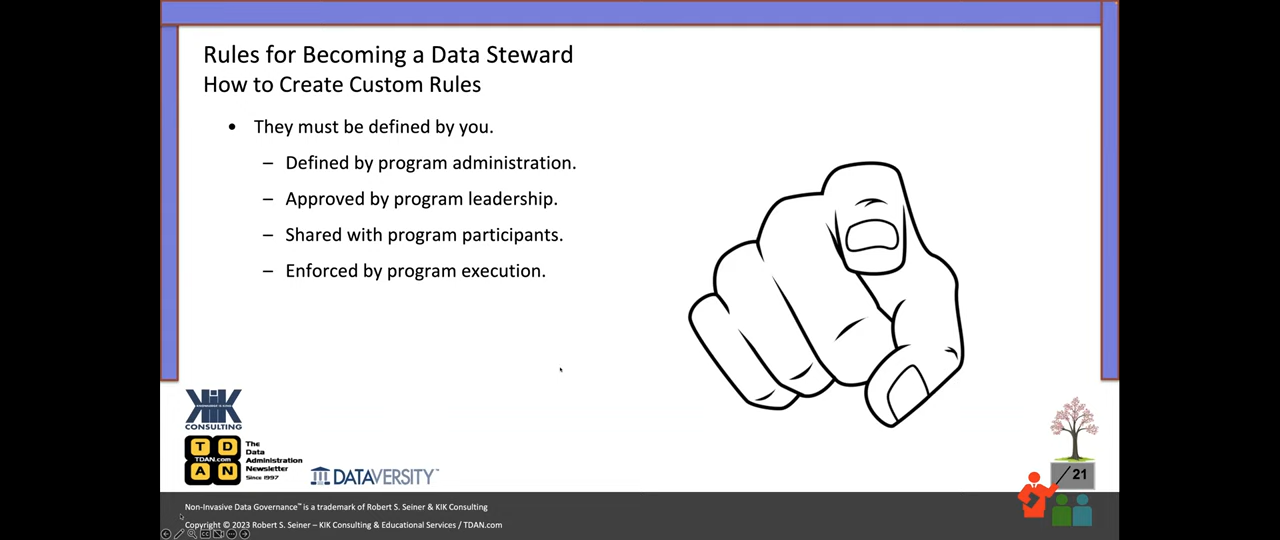 Rules for Becoming a Data Steward
How to Create Custom Rules
• They must be defined by you.
– Defined by program administration.
– Approved by program leadership.
– Shared with program participants.
– Enforced by program execution.
KIK
CONSULTING
T D
TDAN.com
A N
The
Data
Administration
Newsletter
Since 1997
DATAVERSITY
21
Non-Invasive Data Governance™ is a trademark of Robert S. Seiner & KIK Consulting
Copyright © 2023 Robert S. Seiner – KIK Consulting & Educational Services / TDAN.com